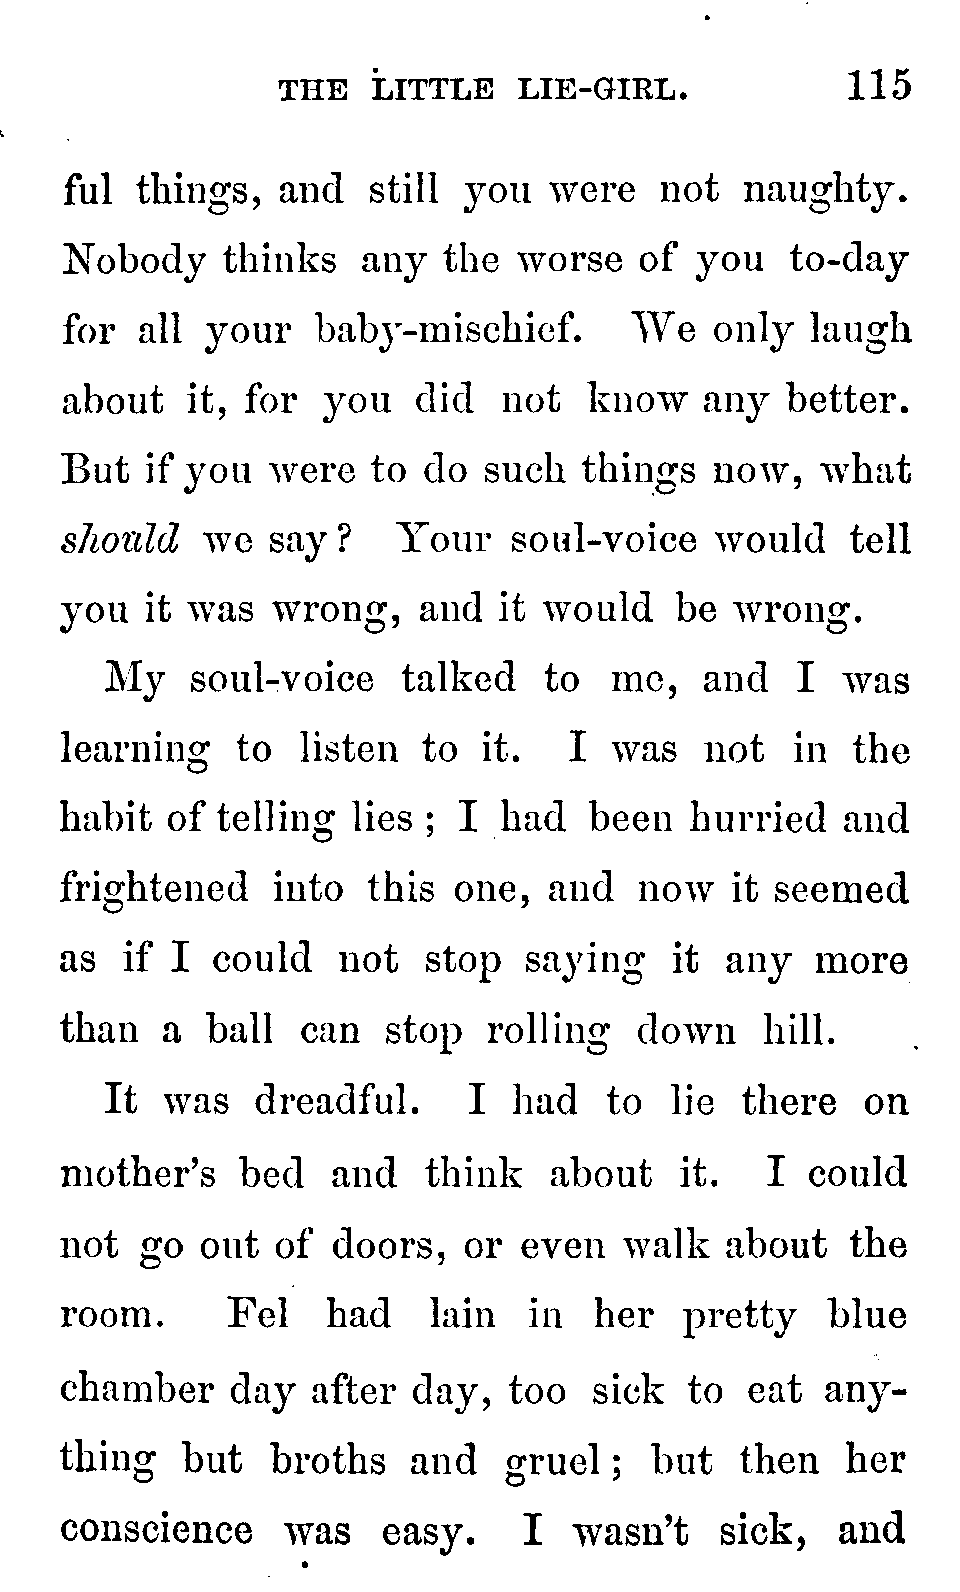 THE LITTLE LIE-GIRL. 115
ful things, and still you were not naughty.
Nobody thinks any the worse of you to-day
for all your baby-mischief. We only laugh
about it, for you did not know any better.
But if you were to do such things now, what
should we say? Your soul-voice would tell
you it was wrong, and it would be wrong.
My soul-voice talked to me, and I was
learning to listen to it. I was not in the
habit of telling lies; I had been hurried and
frightened into this one, and now it seemed
as if I could not stop saying it any more
than a ball can stop rolling down hill.
It was dreadful. I had to lie there on
mother's bed and think about it. I could
not go out of doors, or even walk about the
room. Fel had lain in her pretty blue
chamber day after day, too sick to eat any-
thing but broths and gruel; but then her
conscience was easy. I wasn't sick, and